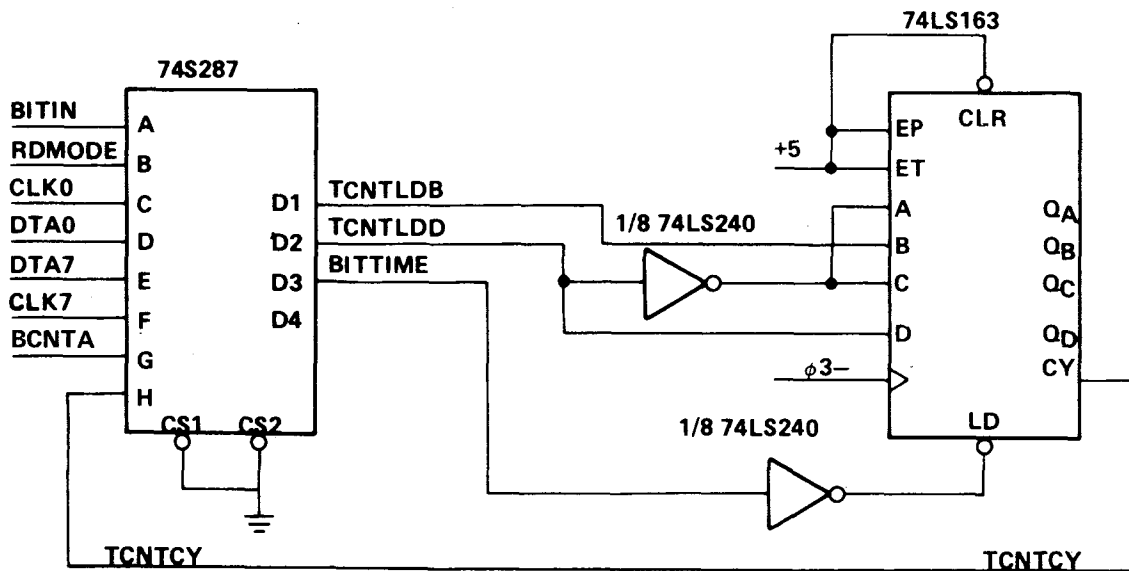 74LS163
74S287
BITIN
A
RDMODE
B
CLK0
C
DTA0
D
DTA7
E
CLK7
F
BCNTA
G
H
CS1
CS2
D1
D2
D3
D4
TCNTLDB
TCNTLDD
BITTIME
1/8 74LS240
+5
CLR
EP
ET
A
B
C
D
QA
QB
QC
QD
CY
ϕ3–
LD
1/8 74LS240
TCNTCY
TCNTCY